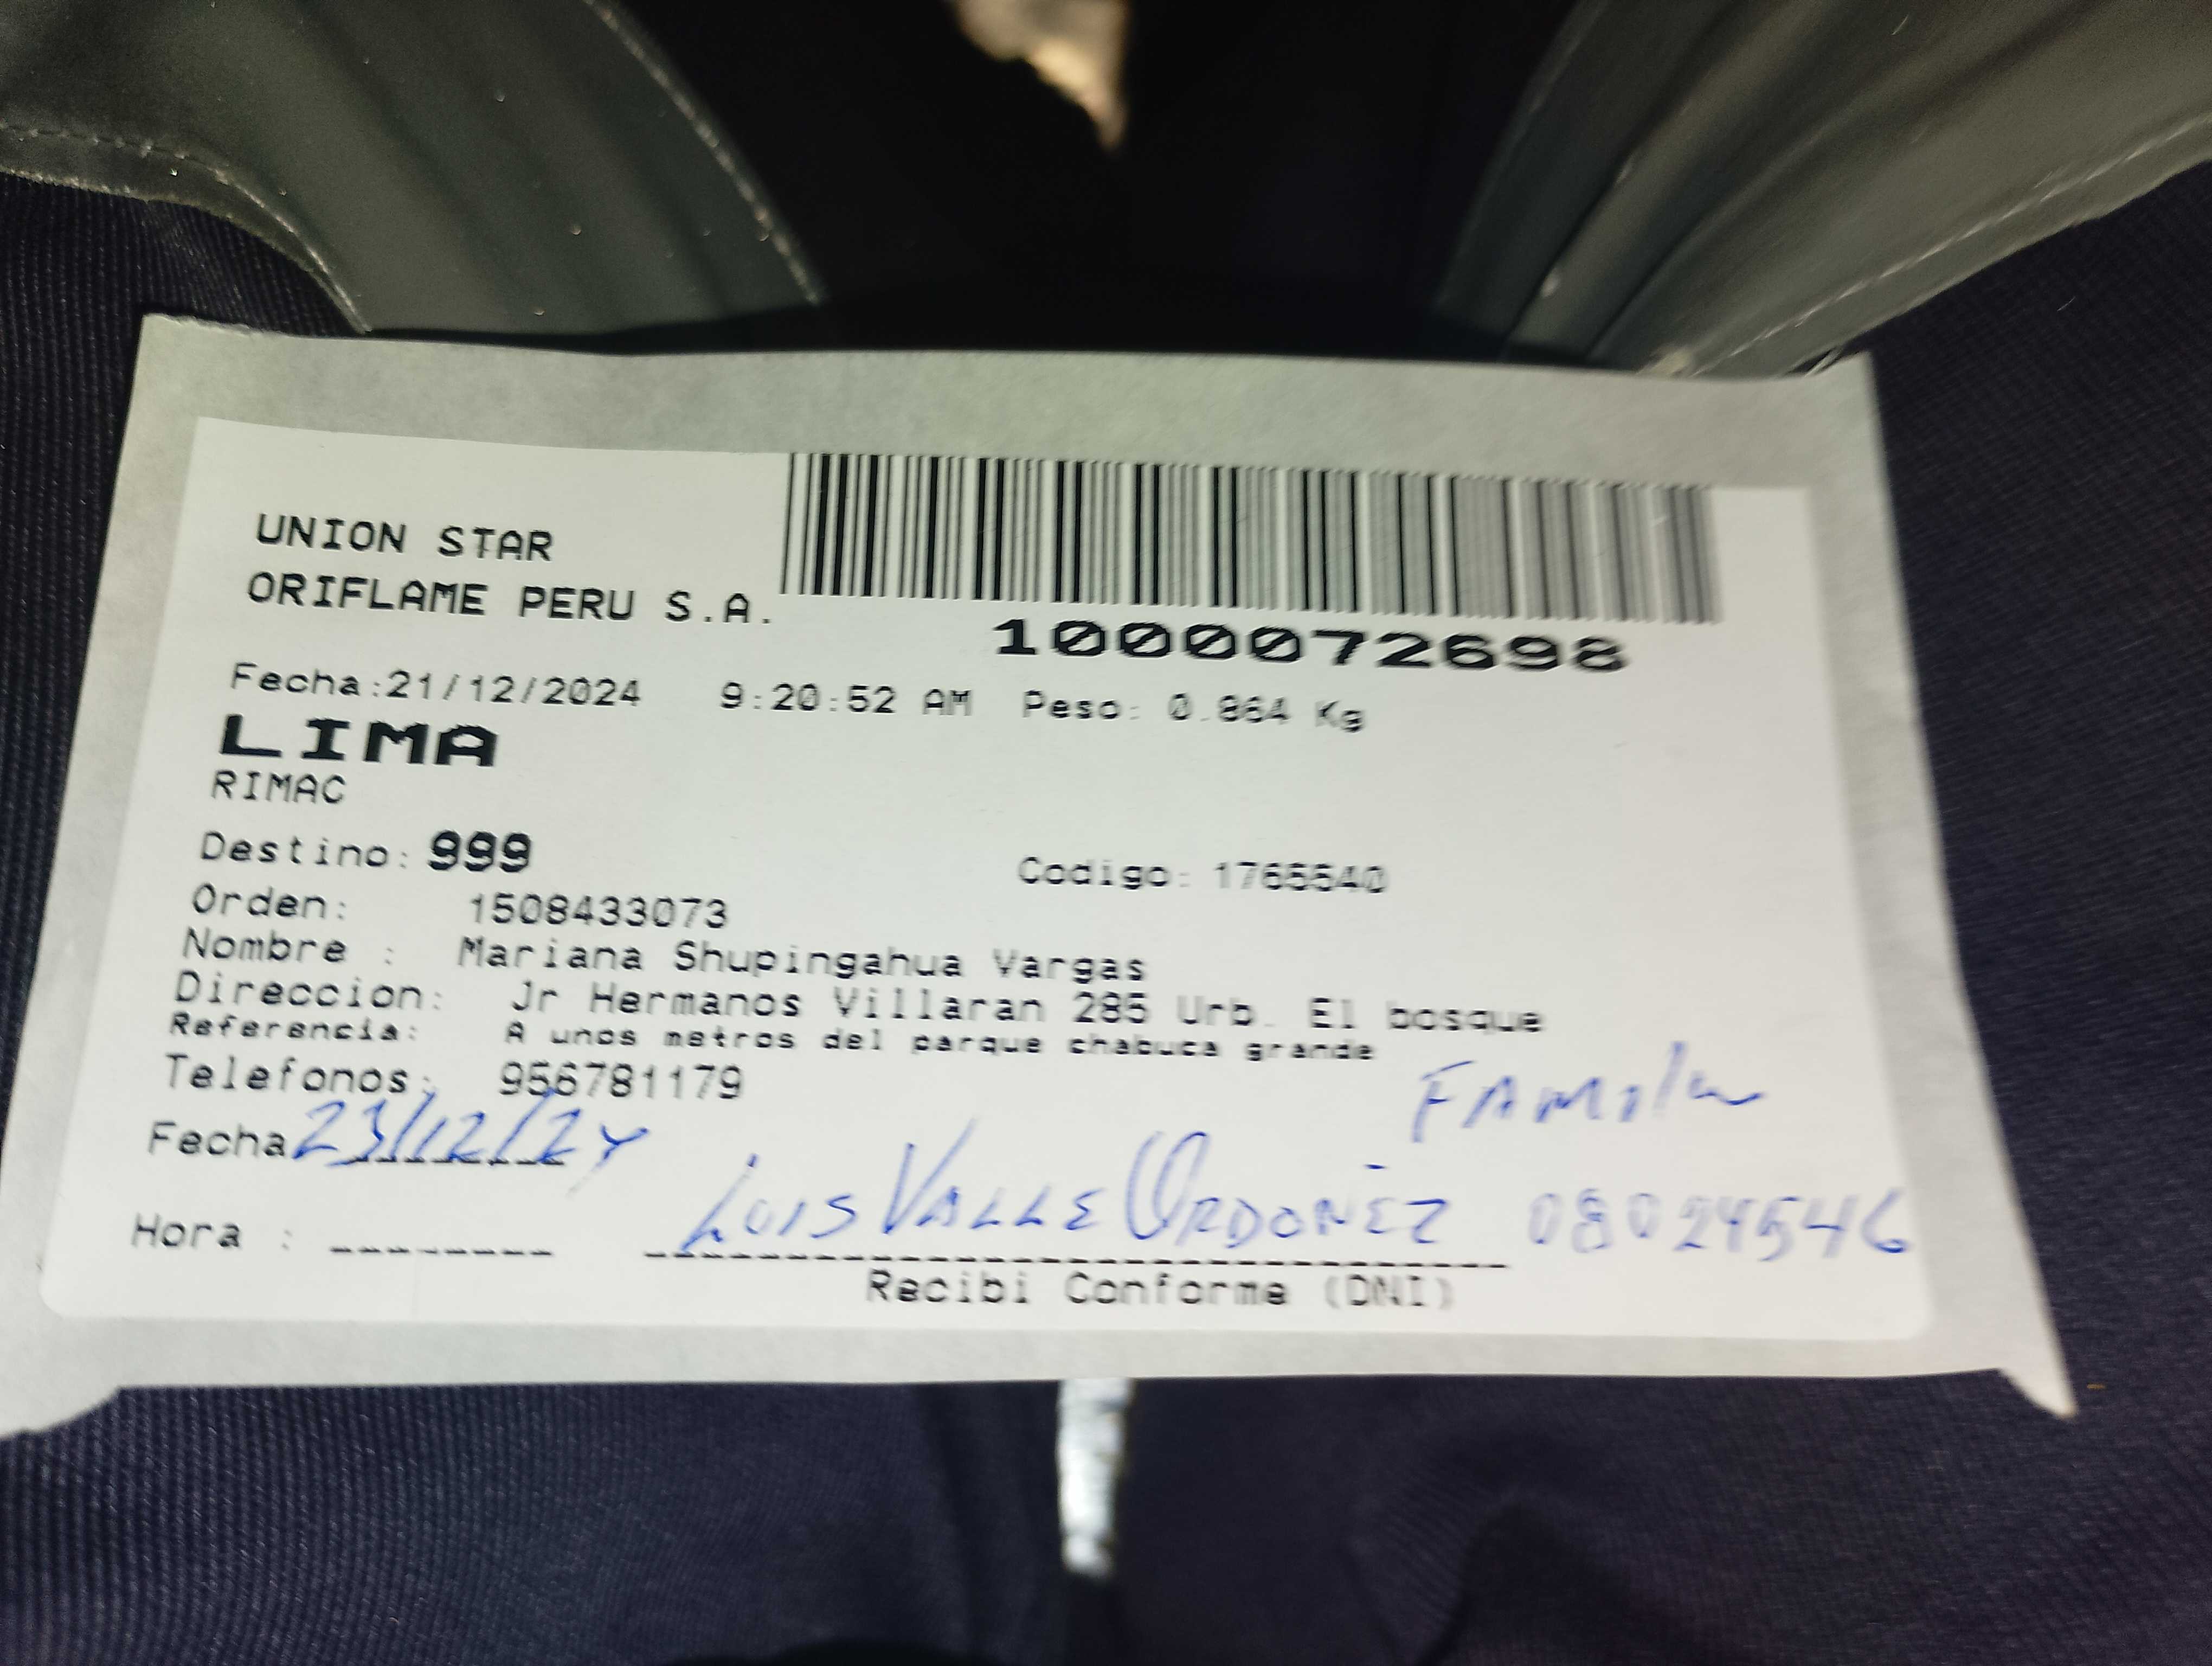 UNION STAR
ORIFLAME PERU S.A.
1000072698
Fecha:21/12/2024 9:20:52 AM Peso: 0.864 Kg
LIMA
RIMAC
Destino: 999 Codigo: 1765540
Orden: 1508433073
Nombre : Mariana Shupingahua Vargas
Direccion: Jr Hermanos Villaran 285 Urb. El bosque
Referencia: A unos metros del parque chabuca grande
Telefonos: 956781179
FAMILIA
Fecha 23/12/24
LUIS VALLE ORDOÑEZ 08024546
Hora :
Recibi Conforme (DNI)